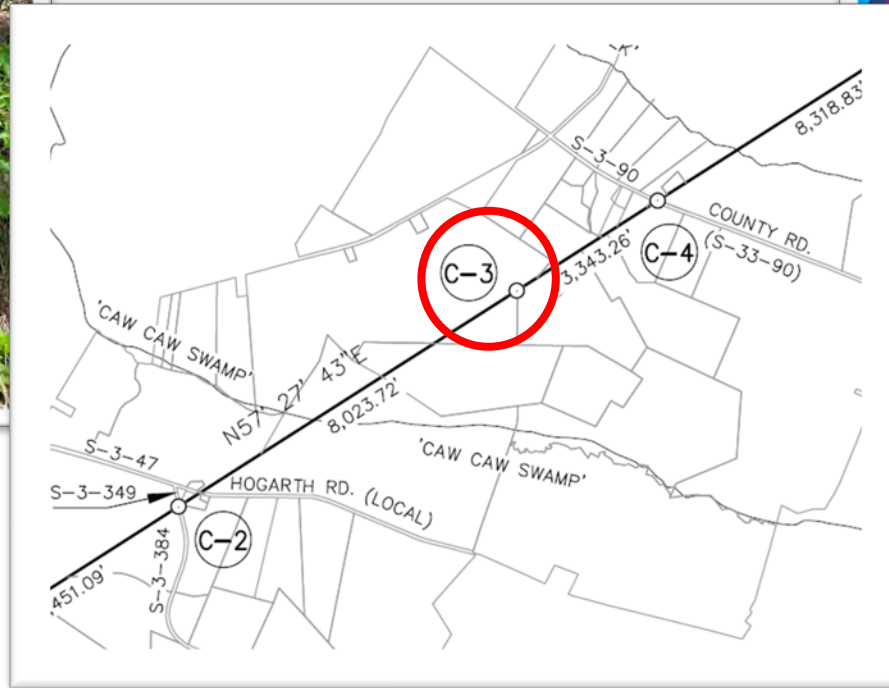 8,318.83'
S-3-90
COUNTY RD.
(S-33-90)
C-4
C-3
3,343.26'
'CAW CAW SWAMP'
N57° 27' 43"E
8,023.72'
'CAW CAW SWAMP'
S-3-47
S-3-349
HOGARTH RD. (LOCAL)
C-2
S-3-384
,451.09'